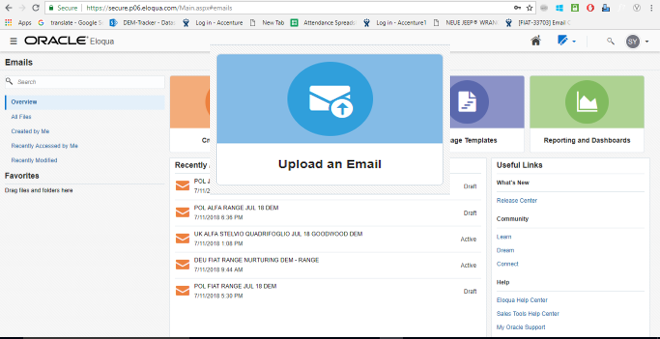 Secure https://secure.p06.eloqua.com/Main.aspx#emails
Apps translate - Google S DEM-Tracker - Datas Log in - Accenture New Tab Attendance Spreads Log in - Accenture1 NEUE JEEP® WRAN [FIAT-33703] Email C
ORACLE Eloqua
SY
Emails
Search
Overview
All Files
Created by Me
Recently Accessed by Me
Recently Modified
Favorites
Drag files and folders here
Cr
Upload an Email
age Templates
Reporting and Dashboards
Recently
POL
7/11/2
Draft
POL ALFA RANGE JUL 18 DEM
7/11/2018 6:36 PM
Draft
UK ALFA STELVIO QUADRIFOGLIO JUL 18 GOODWOOD DEM
7/11/2018 1:08 PM
Active
DEU FIAT RANGE NURTURING DEM - RANGE
7/11/2018 9:44 AM
Active
POL FIAT RANGE JUL 18 DEM
7/11/2018 5:30 PM
Draft
Useful Links
What's New
Release Center
Community
Learn
Dream
Connect
Help
Eloqua Help Center
Sales Tools Help Center
My Oracle Support